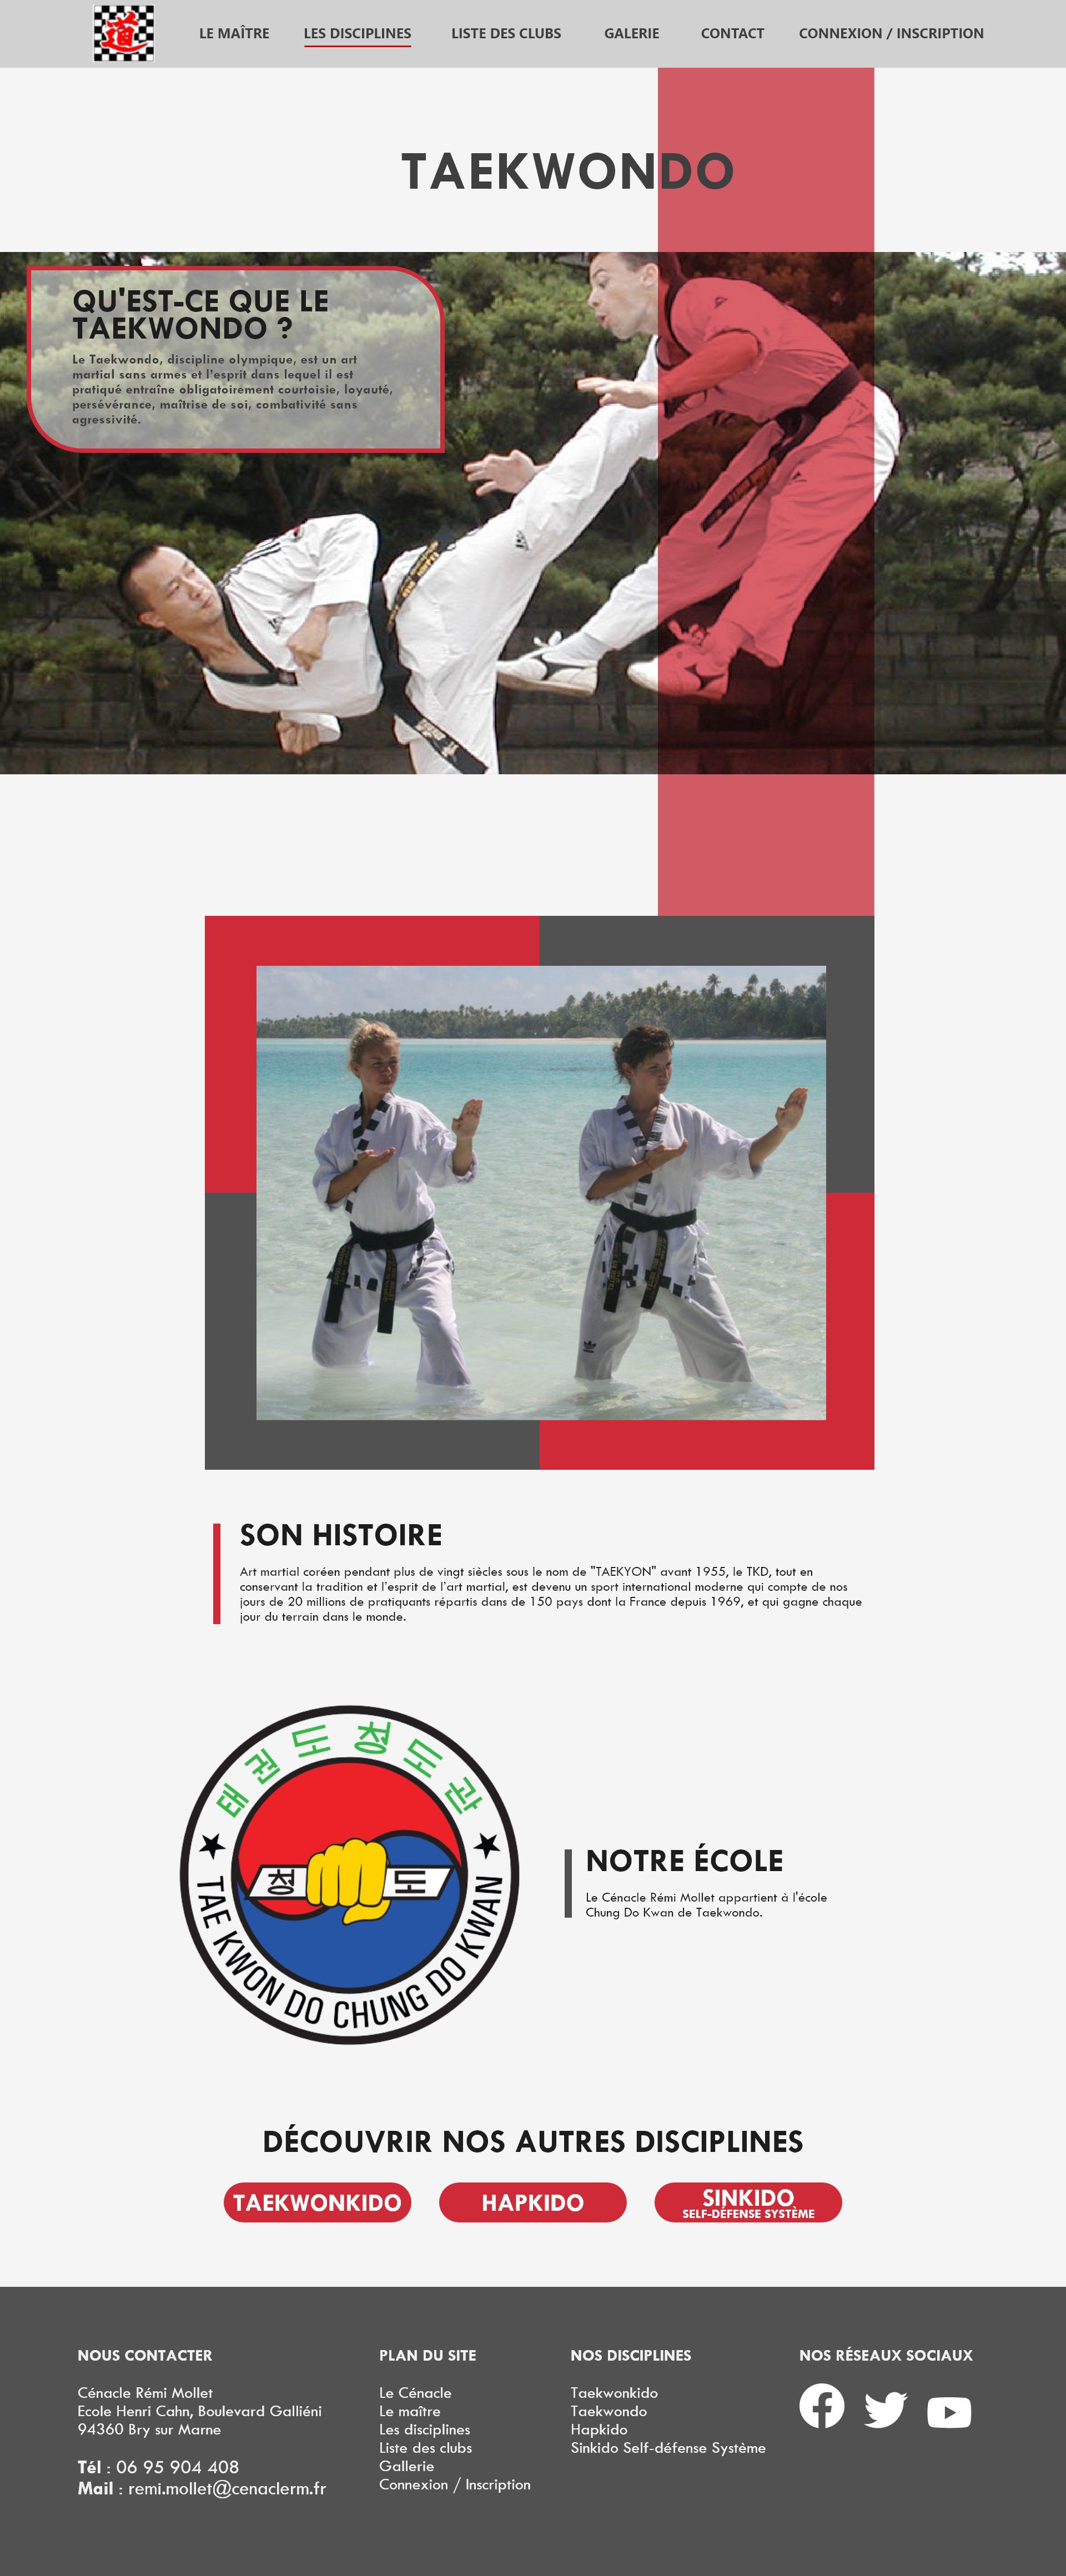 道
LE MAÎTRE LES DISCIPLINES LISTE DES CLUBS GALERIE CONTACT CONNEXION / INSCRIPTION
TAEKWONDO
QU'EST-CE QUE LE
TAEKWONDO ?
Le Taekwondo, discipline olympique, est un art
martial sans armes et l'esprit dans lequel il est
pratiqué entraîne obligatoirement courtoisie, loyauté,
persévérance, maîtrise de soi, combativité sans
agressivité.
SON HISTOIRE
Art martial coréen pendant plus de vingt siècles sous le nom de "TAEKYON" avant 1955, le TKD, tout en
conservant la tradition et l'esprit de l'art martial, est devenu un sport international moderne qui compte de nos
jours de 20 millions de pratiquants répartis dans de 150 pays dont la France depuis 1969, et qui gagne chaque
jour du terrain dans le monde.
태권도청도관
청 도
TAE KWON DO CHUNG DO KWAN
NOTRE ÉCOLE
Le Cénacle Rémi Mollet appartient à l'école
Chung Do Kwan de Taekwondo.
DÉCOUVRIR NOS AUTRES DISCIPLINES
TAEKWONKIDO HAPKIDO SINKIDO
SELF-DÉFENSE SYSTÈME
NOUS CONTACTER
Cénacle Rémi Mollet
Ecole Henri Cahn, Boulevard Galliéni
94360 Bry sur Marne
Tél : 06 95 904 408
Mail : remi.mollet@cenaclerm.fr
PLAN DU SITE
Le Cénacle
Le maître
Les disciplines
Liste des clubs
Gallerie
Connexion / Inscription
NOS DISCIPLINES
Taekwonkido
Taekwondo
Hapkido
Sinkido Self-défense Système
NOS RÉSEAUX SOCIAUX